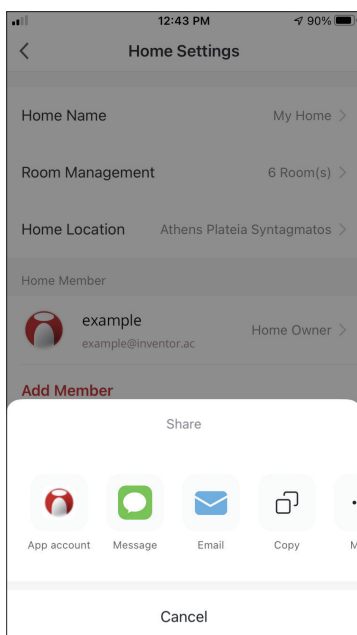 12:43 PM 90%
Home Settings
Home Name My Home
Room Management 6 Room(s)
Home Location Athens Plateia Syntagmatos
Home Member
example
example@inventor.ac
Home Owner
Add Member
Share
App account Message Email Copy M
Cancel